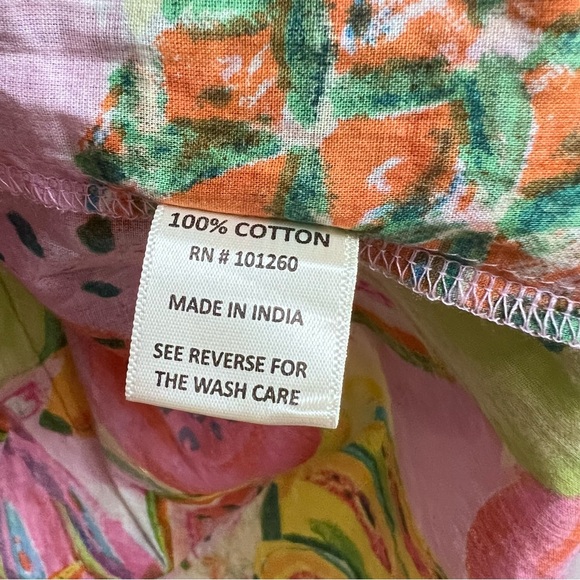 100% COTTON
RN # 101260
MADE IN INDIA
SEE REVERSE FOR
THE WASH CARE